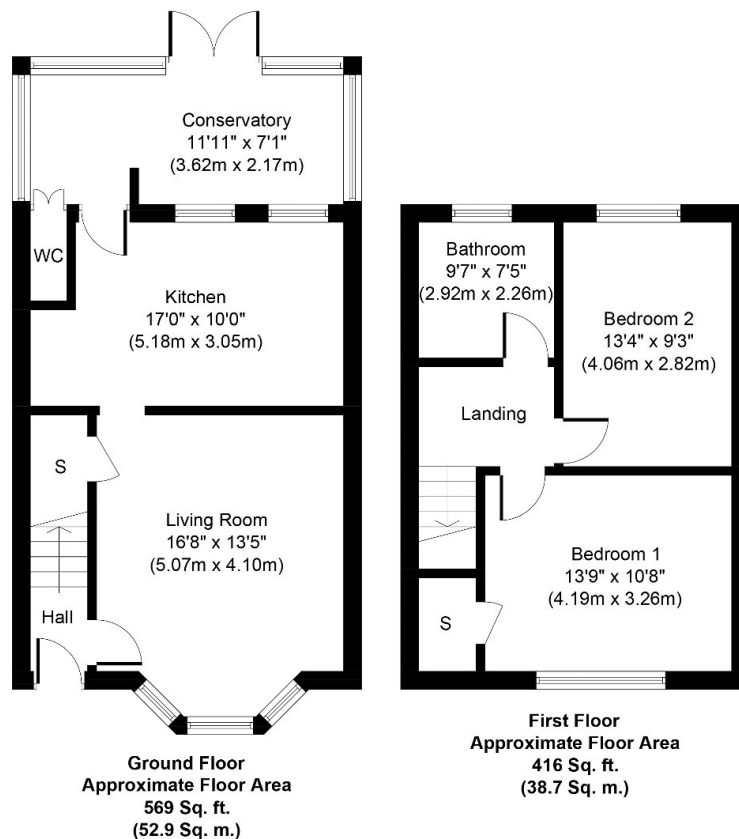 Conservatory
11'11" x 7'1"
(3.62m x 2.17m)
WC
Kitchen
17'0" x 10'0"
(5.18m x 3.05m)
S
Living Room
16'8" x 13'5"
(5.07m x 4.10m)
Hall
Ground Floor
Approximate Floor Area
569 Sq. ft.
(52.9 Sq. m.)
Bathroom
9'7" x 7'5"
(2.92m x 2.26m)
Bedroom 2
13'4" x 9'3"
(4.06m x 2.82m)
Landing
Bedroom 1
13'9" x 10'8"
(4.19m x 3.26m)
S
First Floor
Approximate Floor Area
416 Sq. ft.
(38.7 Sq. m.)